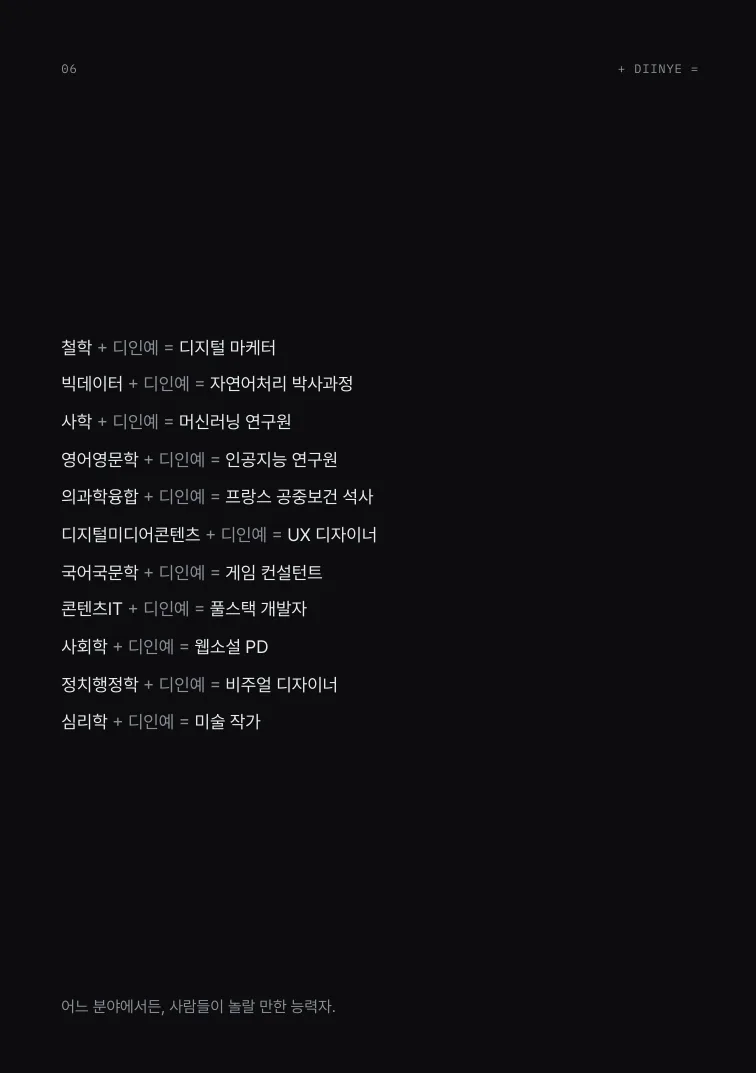 06
+ DIINYE =
철학 + 디인예 = 디지털 마케터
빅데이터 + 디인예 = 자연어처리 박사과정
사학 + 디인예 = 머신러닝 연구원
영어영문학 + 디인예 = 인공지능 연구원
의과학융합 + 디인예 = 프랑스 공중보건 석사
디지털미디어콘텐츠 + 디인예 = UX 디자이너
국어국문학 + 디인예 = 게임 컨설턴트
콘텐츠IT + 디인예 = 풀스택 개발자
사회학 + 디인예 = 웹소설 PD
정치행정학 + 디인예 = 비주얼 디자이너
심리학 + 디인예 = 미술 작가
어느 분야에서든, 사람들이 놀랄 만한 능력자.